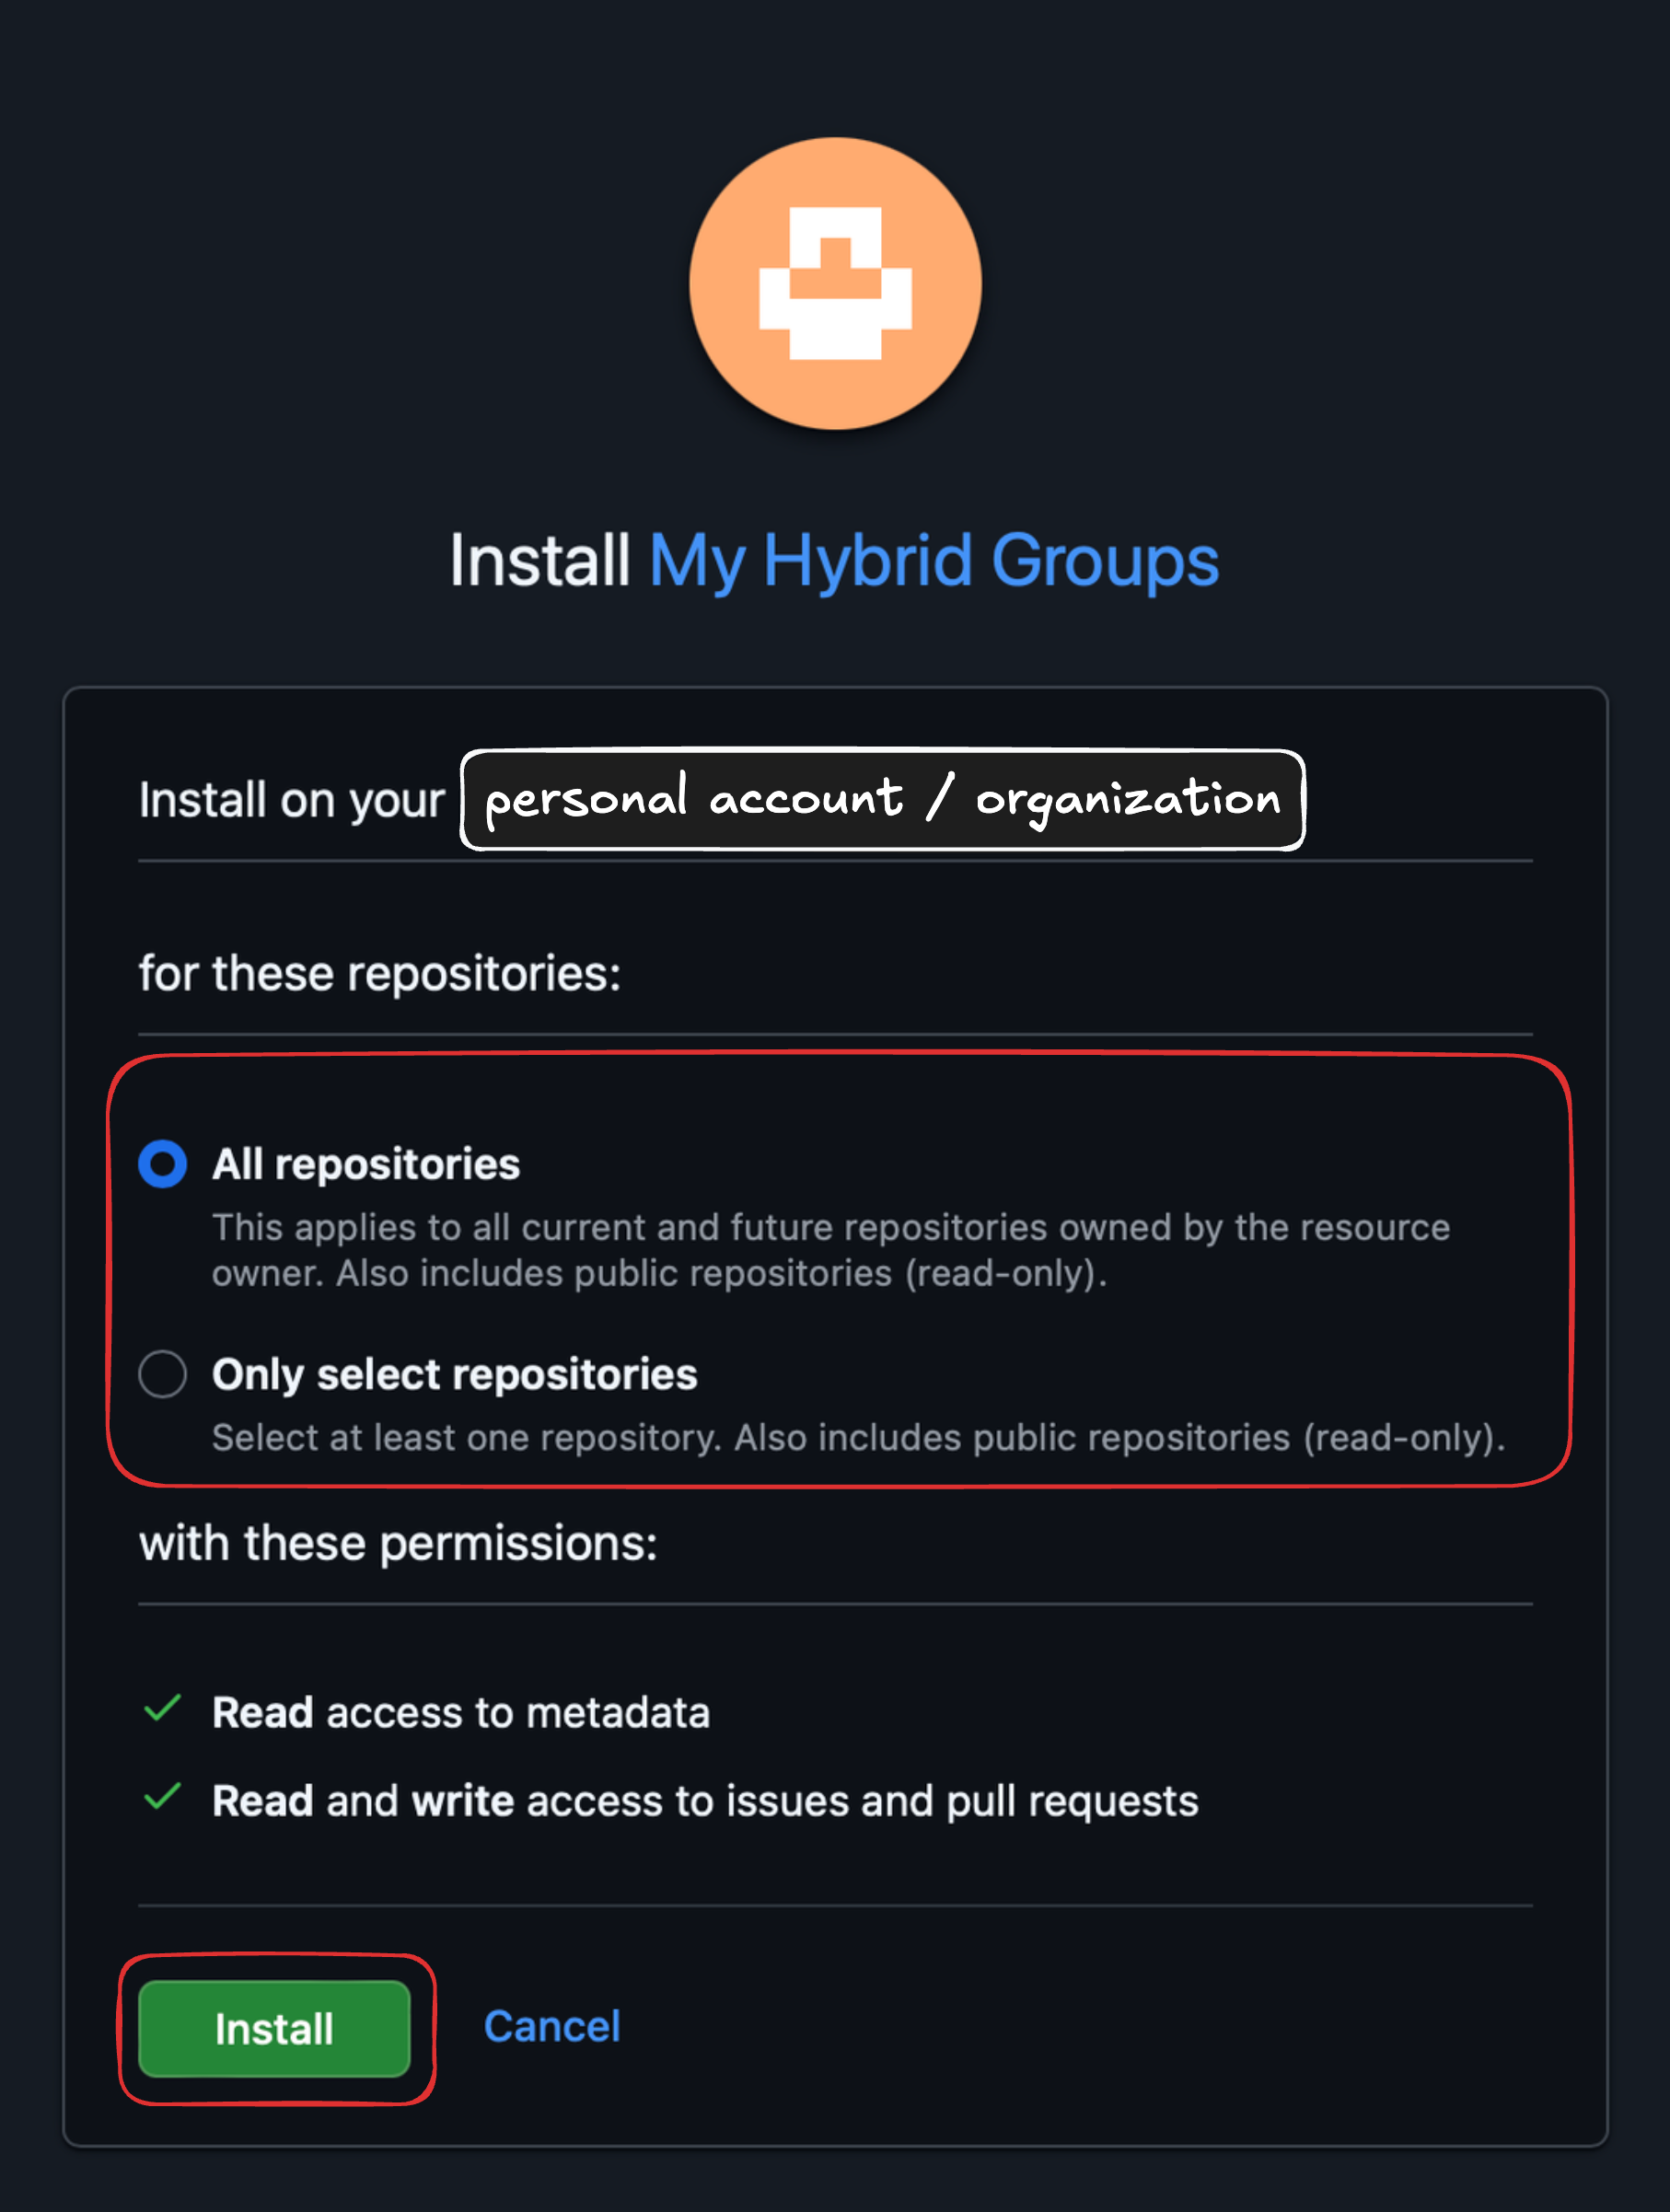 Install My Hybrid Groups
Install on your personal account / organization
for these repositories:
All repositories
This applies to all current and future repositories owned by the resource
owner. Also includes public repositories (read-only).
Only select repositories
Select at least one repository. Also includes public repositories (read-only).
with these permissions:
Read access to metadata
Read and write access to issues and pull requests
Install Cancel